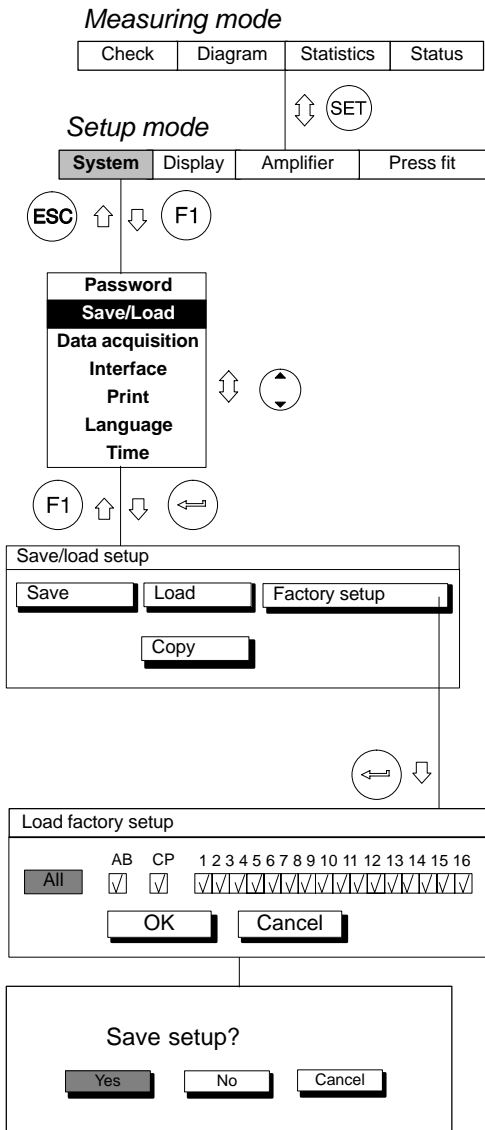 Measuring mode
Check Diagram Statistics Status
SET
Setup mode
System Display Amplifier Press fit
ESC F1
Password
Save/Load
Data acquisition
Interface
Print
Language
Time
F1
Save/load setup
Save Load Factory setup
Copy
Load factory setup
AB CP 1 2 3 4 5 6 7 8 9 10 11 12 13 14 15 16
All
OK Cancel
Save setup?
Yes No Cancel